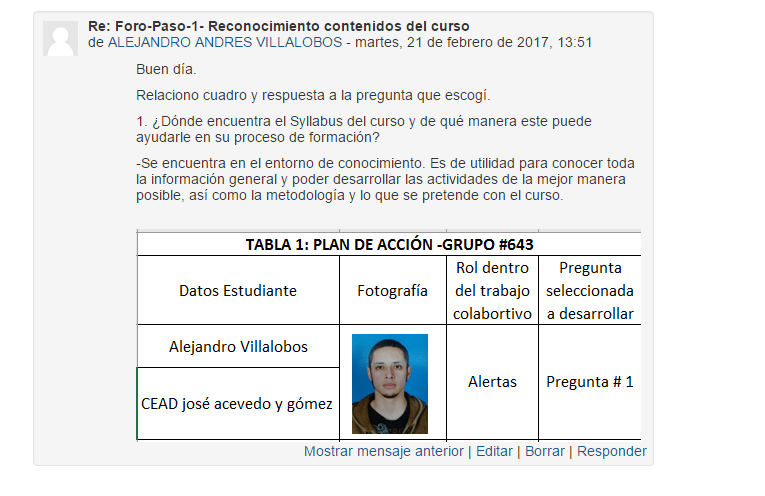 Re: Foro-Paso-1- Reconocimiento contenidos del curso
de ALEJANDRO ANDRES VILLALOBOS - martes, 21 de febrero de 2017, 13:51
Buen día.
Relaciono cuadro y respuesta a la pregunta que escogí.
1. ¿Dónde encuentra el Syllabus del curso y de qué manera este puede
ayudarle en su proceso de formación?
-Se encuentra en el entorno de conocimiento. Es de utilidad para conocer toda
la información general y poder desarrollar las actividades de la mejor manera
posible, así como la metodología y lo que se pretende con el curso.
TABLA 1: PLAN DE ACCIÓN -GRUPO #643
Datos Estudiante
Fotografía
Rol dentro
del trabajo
colabortivo
Pregunta
seleccionada
a desarrollar
Alejandro Villalobos
CEAD josé acevedo y gómez
Alertas
Pregunta # 1
Mostrar mensaje anterior | Editar | Borrar | Responder